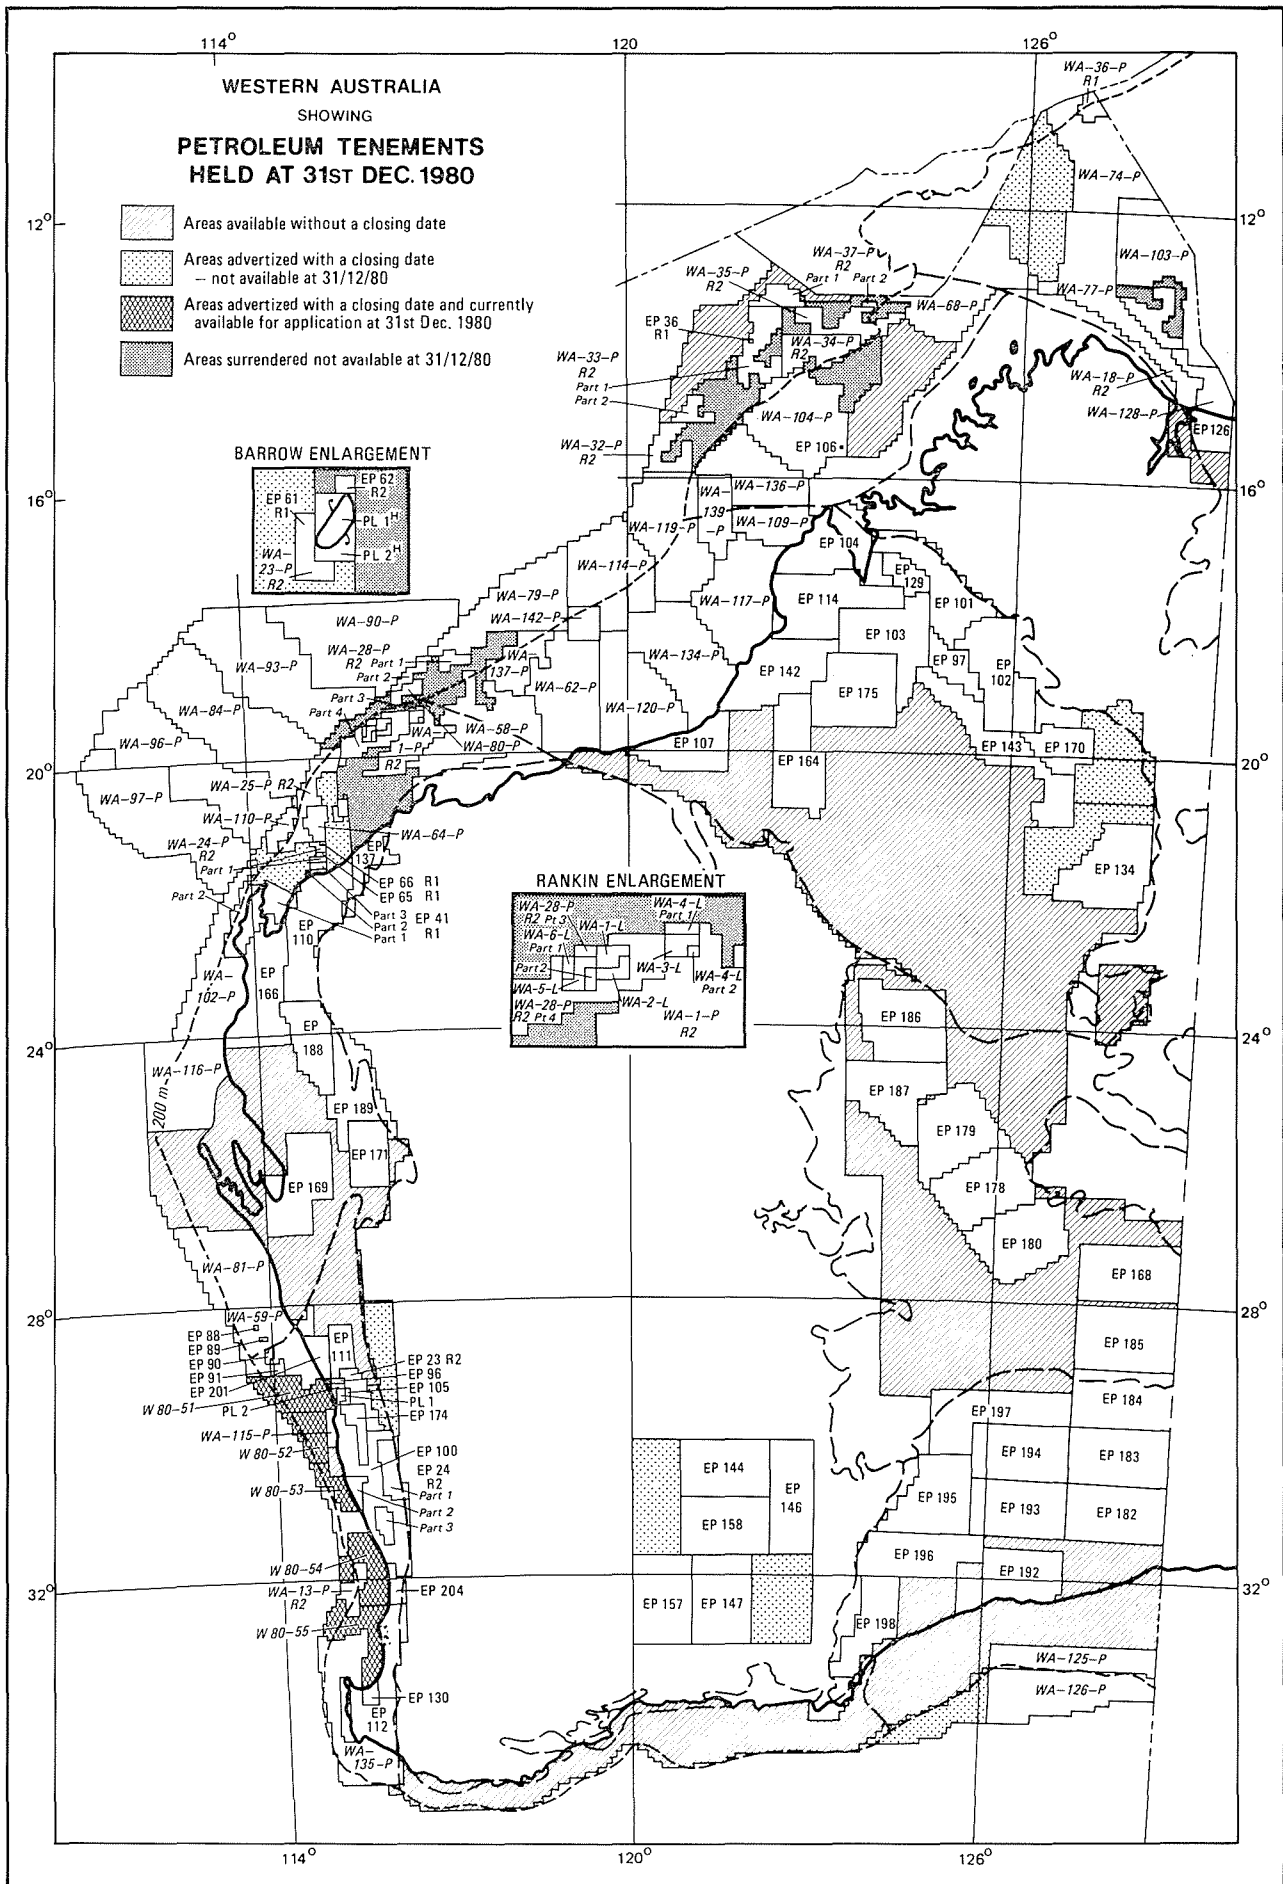 114°
120
126°
WESTERN AUSTRALIA
SHOWING
PETROLEUM TENEMENTS
HELD AT 31ST DEC. 1980
Areas available without a closing date
Areas advertized with a closing date
— not available at 31/12/80
Areas advertized with a closing date and currently
available for application at 31st Dec. 1980
Areas surrendered not available at 31/12/80
WA-36-P
R1
WA-74-P
12°
12°
WA-103-P
WA-77-P
WA-37-P
R2
Part 1
Part 2
WA-35-P
R2
WA-68-P
EP 36
R1
WA-34-P
R2
WA-33-P
R2
Part 1
Part 2
WA-18-P
R2
WA-128-P
EP 126
WA-104-P
EP 106
WA-32-P
R2
BARROW ENLARGEMENT
EP 62
R2
EP 61
R1
PL 1H
PL 2H
WA-
23-P
R2
16°
16°
WA-136-P
WA-
139
-P
WA-109-P
WA-119-P
EP 104
EP
129
WA-114-P
WA-79-P
WA-117-P
EP 114
EP 101
WA-142-P
WA-90-P
EP 103
WA-28-P
R2
Part 1
Part 2
Part 3
Part 4
WA-93-P
WA-
137-P
WA-134-P
EP 97
EP
102
EP 142
WA-62-P
EP 175
WA-84-P
WA-120-P
WA-58-P
WA-80-P
WA-
1-P
R2
WA-96-P
EP 107
EP 143
EP 170
EP 164
20°
20°
WA-25-P
R2
WA-97-P
WA-110-P
WA-64-P
WA-24-P
R2
Part 1
Part 2
EP
137
EP 134
EP 66 R1
EP 65 R1
Part 3
Part 2
Part 1
EP 41
R1
EP
110
RANKIN ENLARGEMENT
WA-28-P
R2 Pt 3
WA-1-L
WA-4-L
Part 1
WA-6-L
Part 1
Part 2
WA-3-L
WA-4-L
Part 2
WA-5-L
WA-2-L
WA-28-P
R2 Pt 4
WA-1-P
R2
WA-
102-P
EP
166
EP 186
24°
24°
EP
188
WA-116-P
200 m
EP 187
EP 189
EP 179
EP 171
EP 169
EP 178
EP 180
WA-81-P
EP 168
28°
28°
WA-59-P
EP 88
EP 89
EP 90
EP 91
EP 201
W 80-51
PL 2
WA-115-P
W 80-52
W 80-53
EP
111
EP 23 R2
EP 96
EP 105
PL 1
EP 174
EP 185
EP 184
EP 197
EP 100
EP 24
R2
Part 1
Part 2
Part 3
EP 144
EP
146
EP 194
EP 183
EP 158
EP 195
EP 193
EP 182
W 80-54
WA-13-P
R2
W 80-55
EP 196
EP 192
32°
32°
EP 204
EP 157
EP 147
EP 198
WA-125-P
WA-126-P
EP 130
EP
112
WA-
135-P
114°
120°
126°